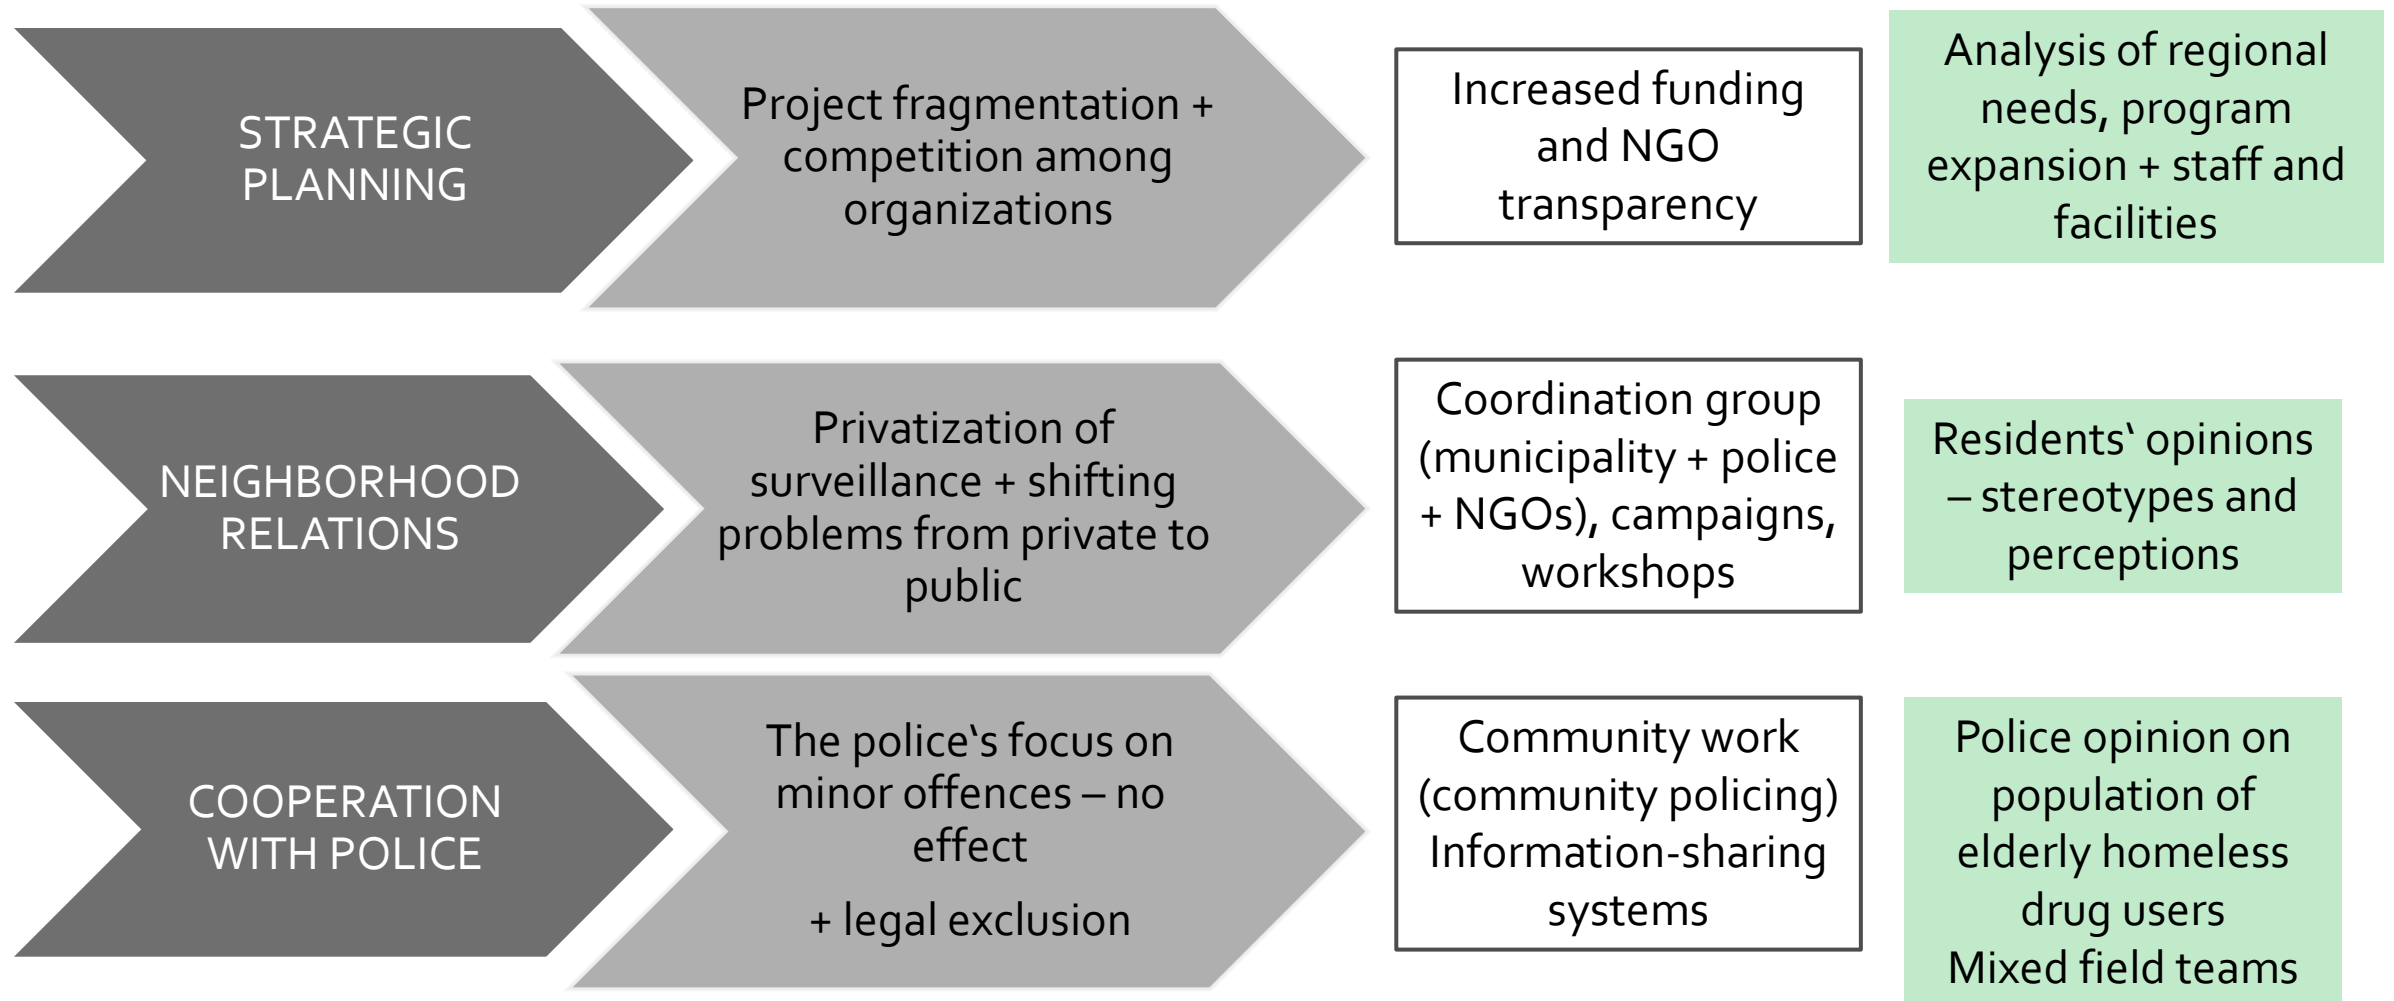 STRATEGIC
PLANNING
Project fragmentation +
competition among
organizations
Increased funding
and NGO
transparency
Analysis of regional
needs, program
expansion + staff and
facilities
NEIGHBORHOOD
RELATIONS
Privatization of
surveillance + shifting
problems from private to
public
Coordination group
(municipality + police
+ NGOs), campaigns,
workshops
Residents‘ opinions
– stereotypes and
perceptions
COOPERATION
WITH POLICE
The police‘s focus on
minor offences – no
effect
+ legal exclusion
Community work
(community policing)
Information-sharing
systems
Police opinion on
population of
elderly homeless
drug users
Mixed field teams